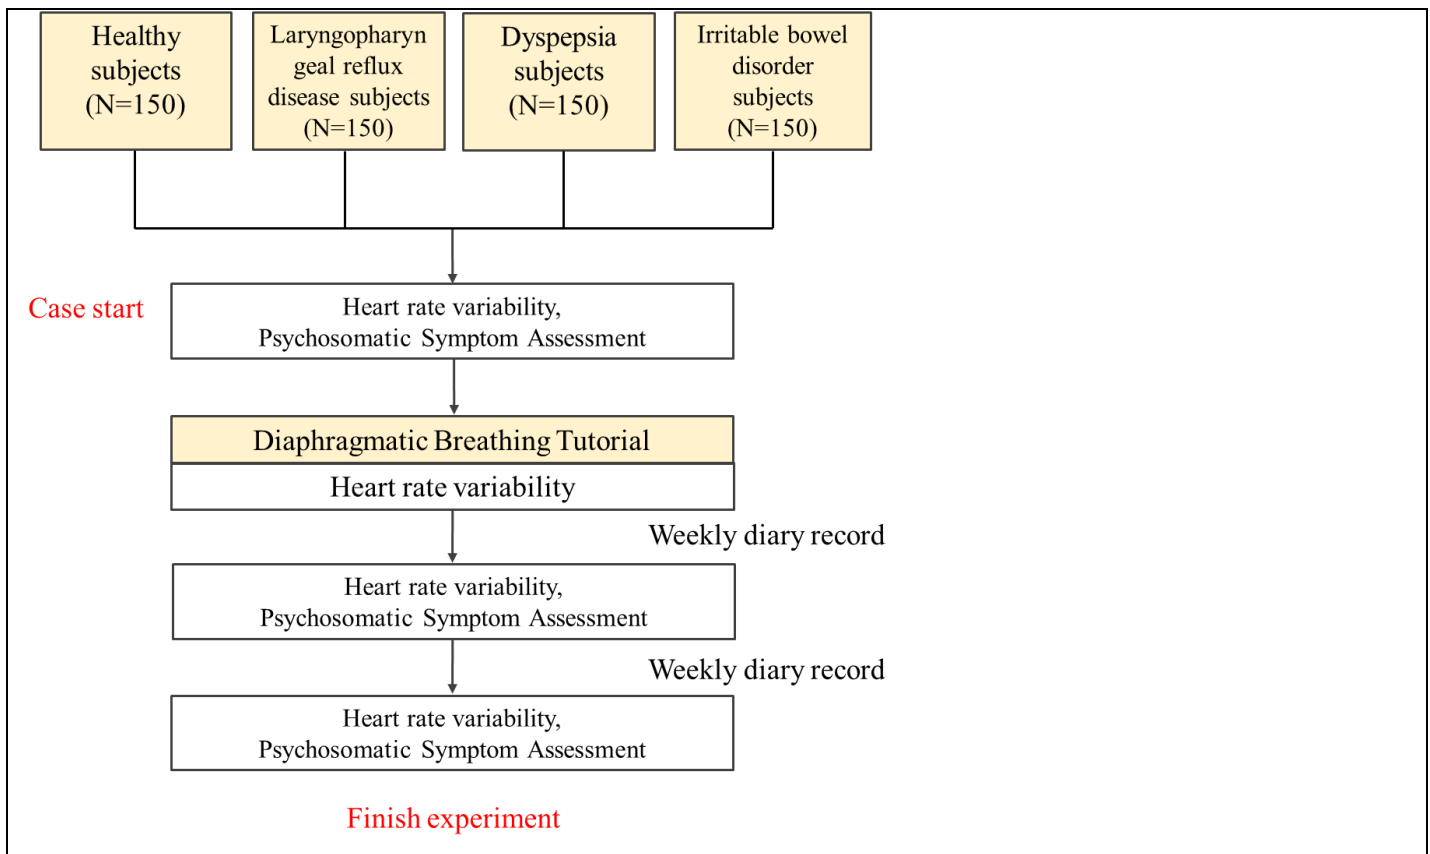 Healthy
subjects
(N=150)
Laryngopharyn
geal reflux
disease subjects
(N=150)
Dyspepsia
subjects
(N=150)
Irritable bowel
disorder
subjects
(N=150)
Case start
Heart rate variability,
Psychosomatic Symptom Assessment
Diaphragmatic Breathing Tutorial
Heart rate variability
Weekly diary record
Heart rate variability,
Psychosomatic Symptom Assessment
Weekly diary record
Heart rate variability,
Psychosomatic Symptom Assessment
Finish experiment